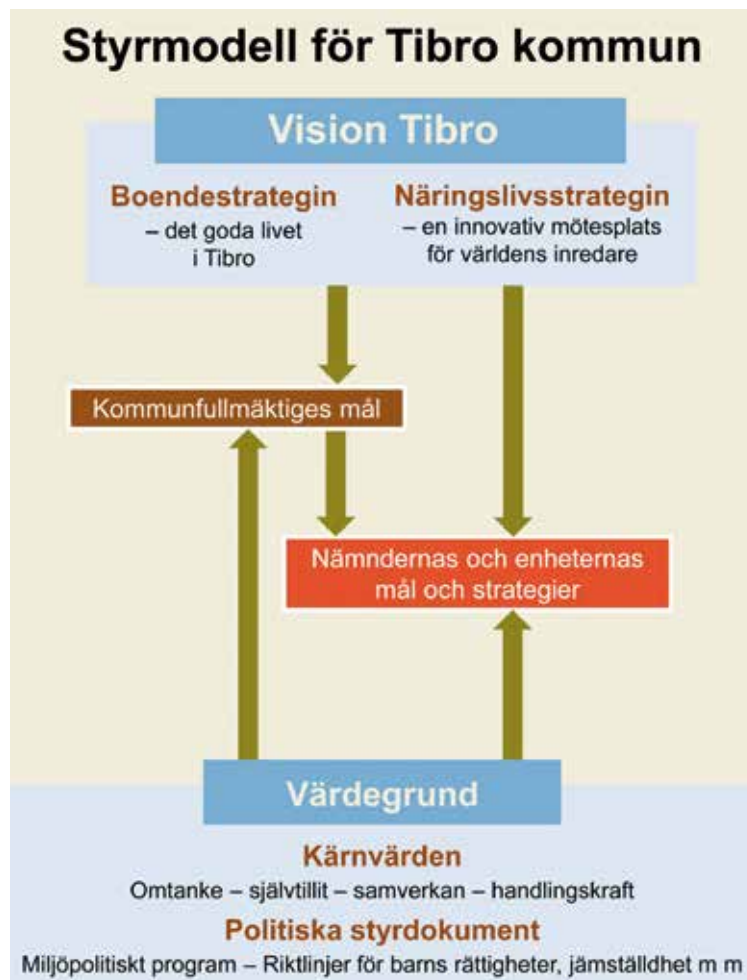 Styrmodell för Tibro kommun
Vision Tibro
Boendestrategin
– det goda livet
i Tibro
Näringslivsstrategin
– en innovativ mötesplats
för världens inredare
Kommunfullmäktiges mål
Nämndernas och enheternas
mål och strategier
Värdegrund
Kärnvärden
Omtanke – självtillit – samverkan – handlingskraft
Politiska styrdokument
Miljöpolitiskt program – Riktlinjer för barns rättigheter, jämställdhet m m